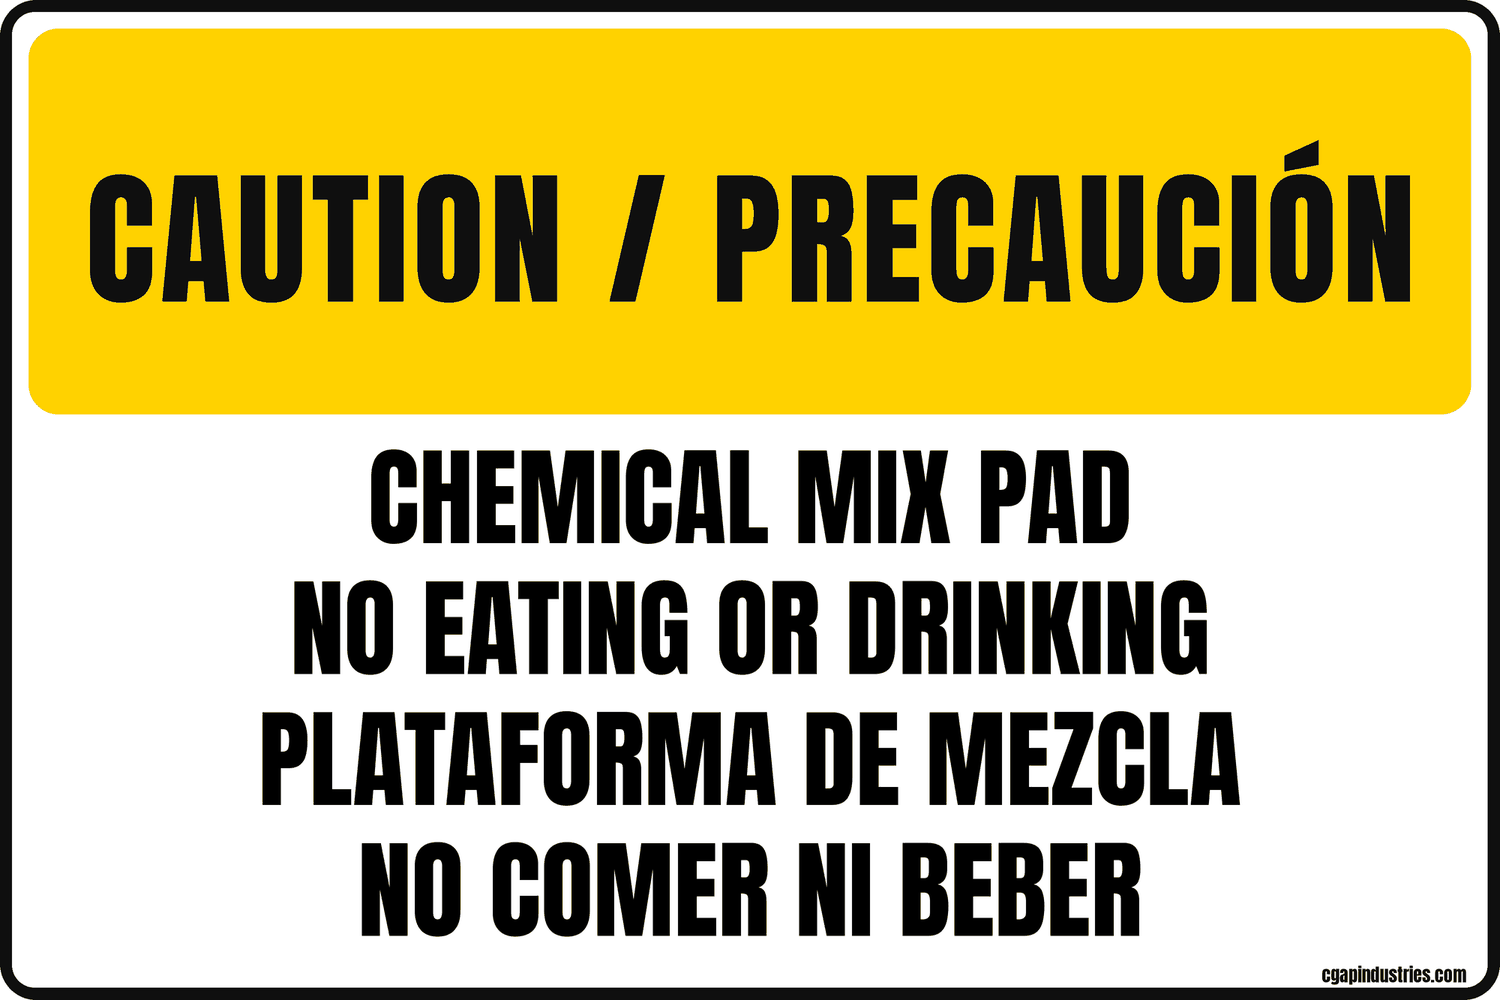 CAUTION / PRECAUCIÓN
CHEMICAL MIX PAD
NO EATING OR DRINKING
PLATAFORMA DE MEZCLA
NO COMER NI BEBER
cgapindustries.com